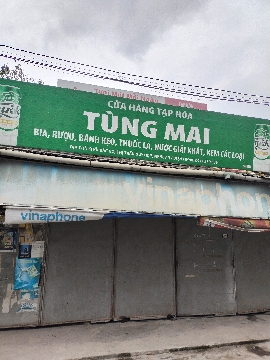 CỬA HÀNG TẠP HÓA
TÙNG MAI
BIA, RƯỢU, BÁNH KẸO, THUỐC LÁ, NƯỚC GIẢI KHÁT, KEM CÁC LOẠI
vinaphone